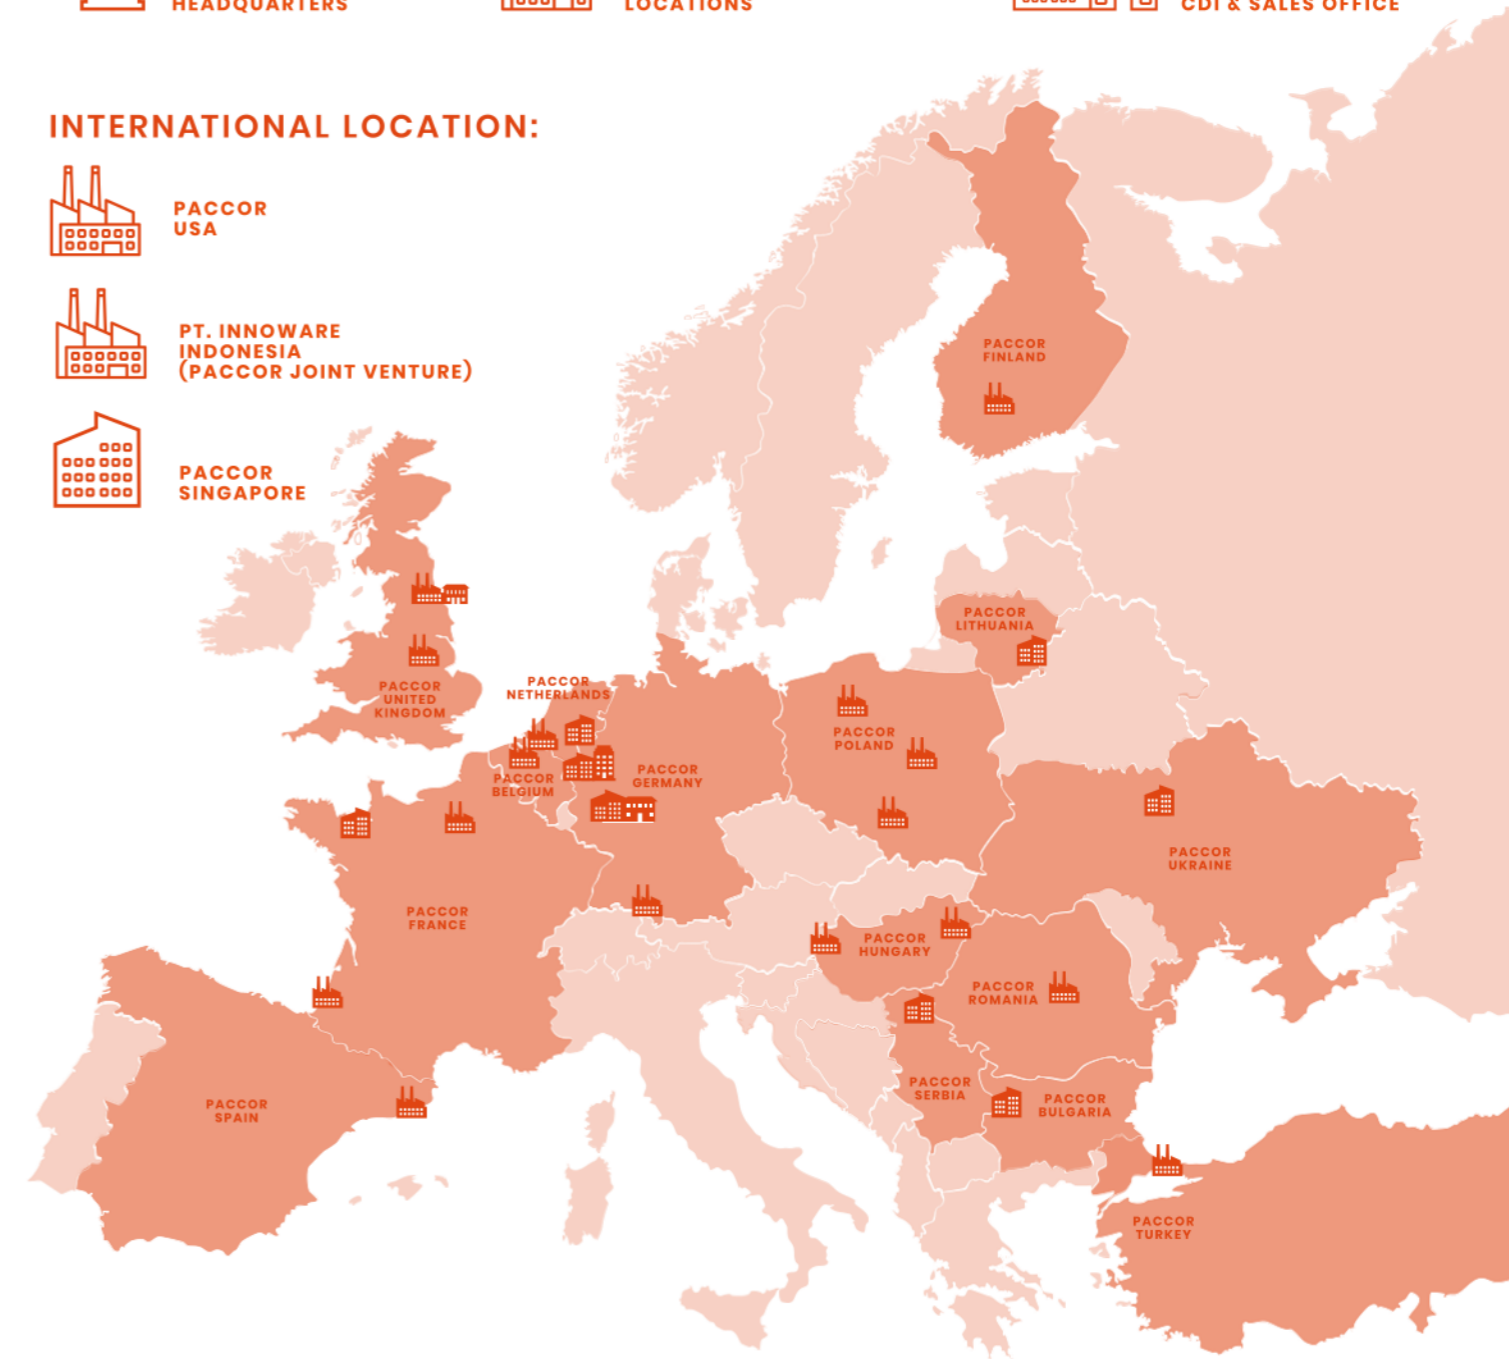 HEADQUARTERS
LOCATIONS
CDI & SALES OFFICE
INTERNATIONAL LOCATION:
PACCOR
USA
PT. INNOWARE
INDONESIA
(PACCOR JOINT VENTURE)
PACCOR
SINGAPORE
PACCOR
FINLAND
PACCOR
LITHUANIA
PACCOR
UNITED
KINGDOM
PACCOR
NETHERLANDS
PACCOR
BELGIUM
PACCOR
GERMANY
PACCOR
POLAND
PACCOR
UKRAINE
PACCOR
FRANCE
PACCOR
HUNGARY
PACCOR
ROMANIA
PACCOR
SERBIA
PACCOR
BULGARIA
PACCOR
SPAIN
PACCOR
TURKEY